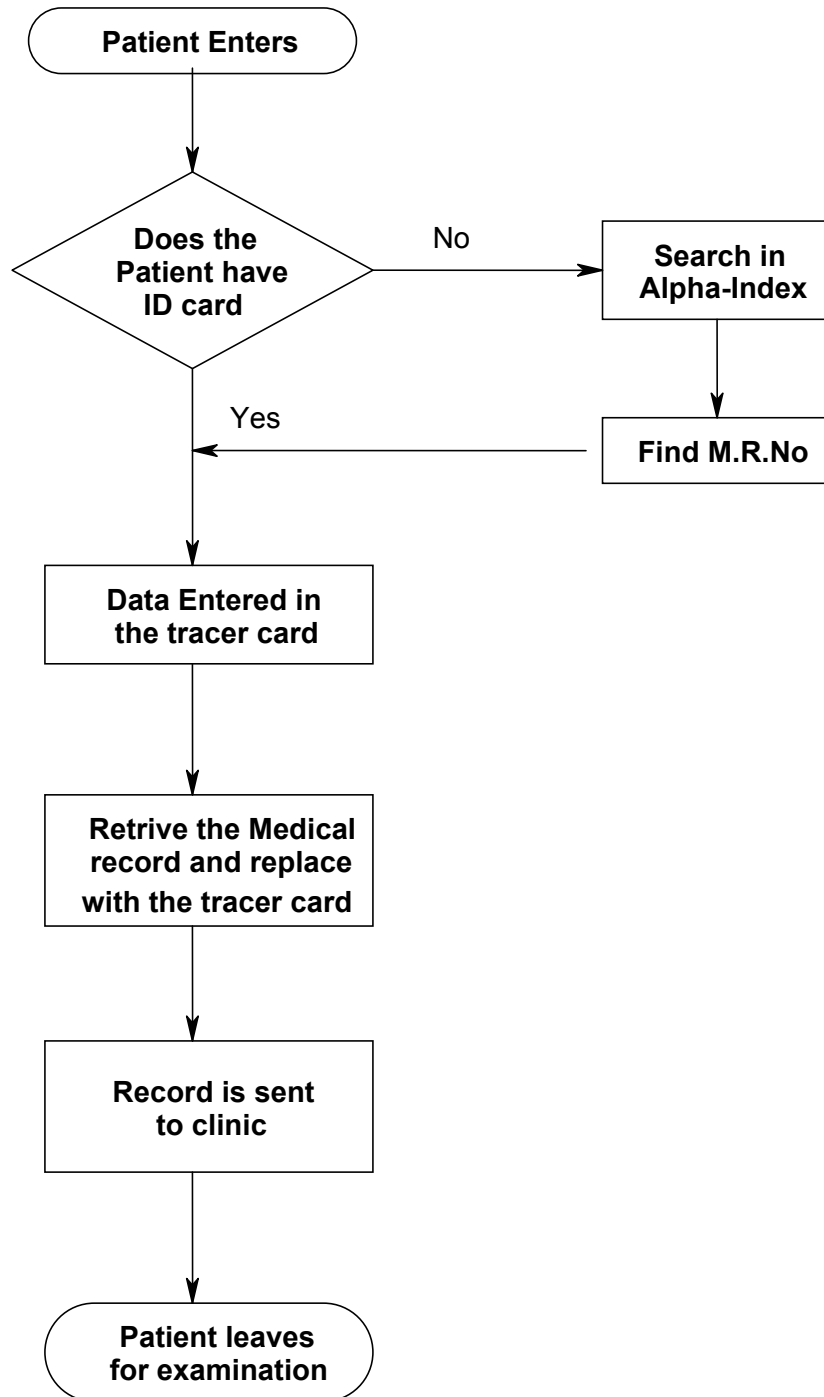 Patient Enters
Does the
Patient have
ID card
No
Search in
Alpha-Index
Yes
Find M.R.No
Data Entered in
the tracer card
Retrive the Medical
record and replace
with the tracer card
Record is sent
to clinic
Patient leaves
for examination